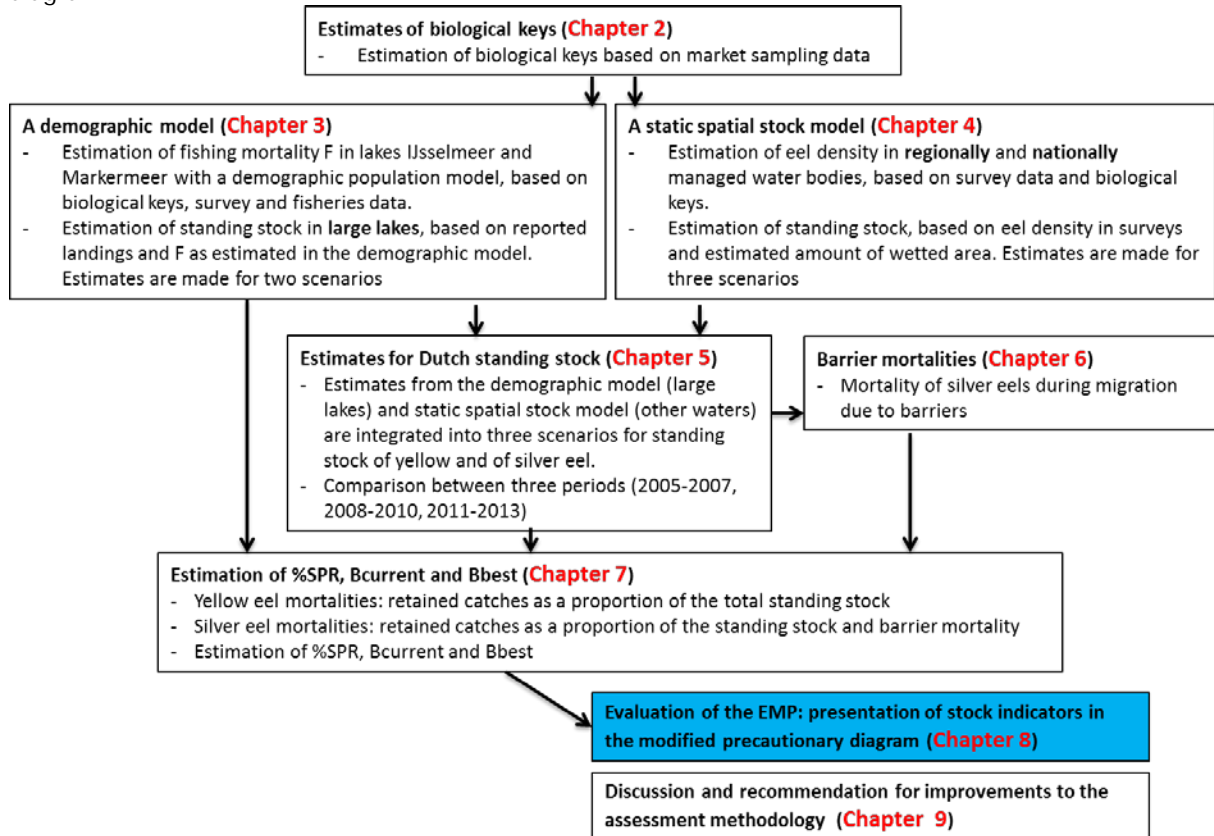 Estimates of biological keys (Chapter 2)
- Estimation of biological keys based on market sampling data
A demographic model (Chapter 3)
- Estimation of fishing mortality F in lakes IJsselmeer and
Markermeer with a demographic population model, based on
biological keys, survey and fisheries data.
- Estimation of standing stock in large lakes, based on reported
landings and F as estimated in the demographic model.
Estimates are made for two scenarios
A static spatial stock model (Chapter 4)
- Estimation of eel density in regionally and nationally
managed water bodies, based on survey data and biological
keys.
- Estimation of standing stock, based on eel density in surveys
and estimated amount of wetted area. Estimates are made for
three scenarios
Estimates for Dutch standing stock (Chapter 5)
- Estimates from the demographic model (large
lakes) and static spatial stock model (other waters)
are integrated into three scenarios for standing
stock of yellow and of silver eel.
- Comparison between three periods (2005-2007,
2008-2010, 2011-2013)
Barrier mortalities (Chapter 6)
- Mortality of silver eels during migration
due to barriers
Estimation of %SPR, Bcurrent and Bbest (Chapter 7)
- Yellow eel mortalities: retained catches as a proportion of the total standing stock
- Silver eel mortalities: retained catches as a proportion of the standing stock and barrier mortality
- Estimation of %SPR, Bcurrent and Bbest
Evaluation of the EMP: presentation of stock indicators in
the modified precautionary diagram (Chapter 8)
Discussion and recommendation for improvements to the
assessment methodology (Chapter 9)